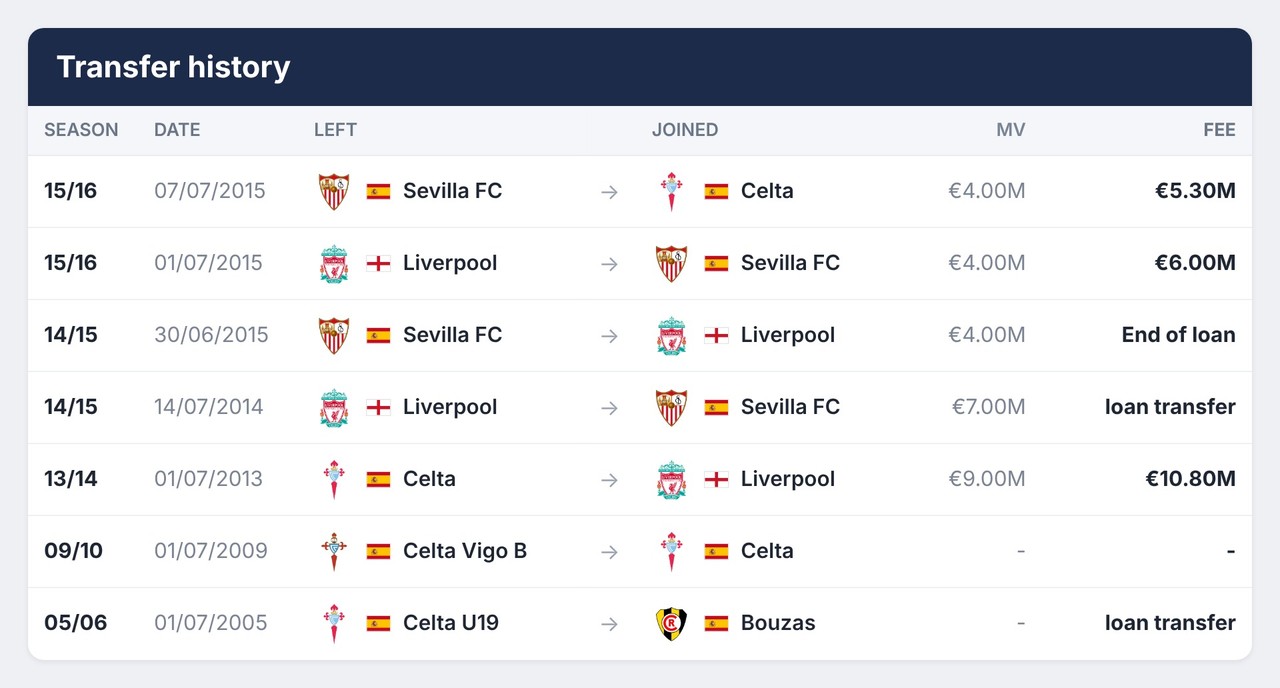 Transfer history
SEASON DATE LEFT JOINED MV FEE
15/16 07/07/2015 Sevilla FC → Celta €4.00M €5.30M
15/16 01/07/2015 Liverpool → Sevilla FC €4.00M €6.00M
14/15 30/06/2015 Sevilla FC → Liverpool €4.00M End of loan
14/15 14/07/2014 Liverpool → Sevilla FC €7.00M loan transfer
13/14 01/07/2013 Celta → Liverpool €9.00M €10.80M
09/10 01/07/2009 Celta Vigo B → Celta - -
05/06 01/07/2005 Celta U19 → Bouzas - loan transfer